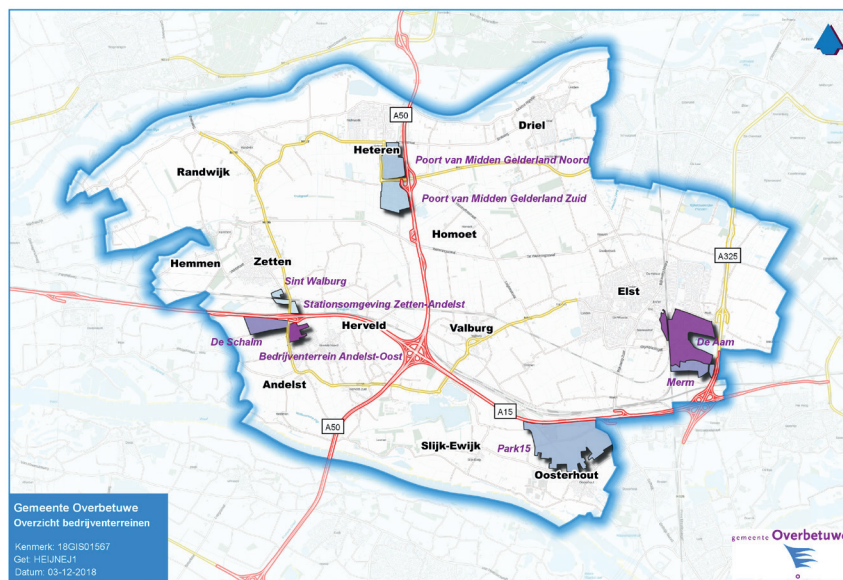 A50
Driel
Heteren
Poort van Midden Gelderland Noord
Randwijk
Poort van Midden Gelderland Zuid
Homoet
A325
Hemmen
Zetten
Sint Walburg
Elst
Stationsomgeving Zetten-Andelst
Herveld
Valburg
De Schalm
De Aam
Bedrijventerrein Andelst-Oost
Andelst
Merm
A15
A50
Slijk-Ewijk
Park15
Oosterhout
Gemeente Overbetuwe
Overzicht bedrijventerreinen
Kenmerk: 18GIS01567
Get: HEIJNEJ1
Datum: 03-12-2018
gemeente Overbetuwe